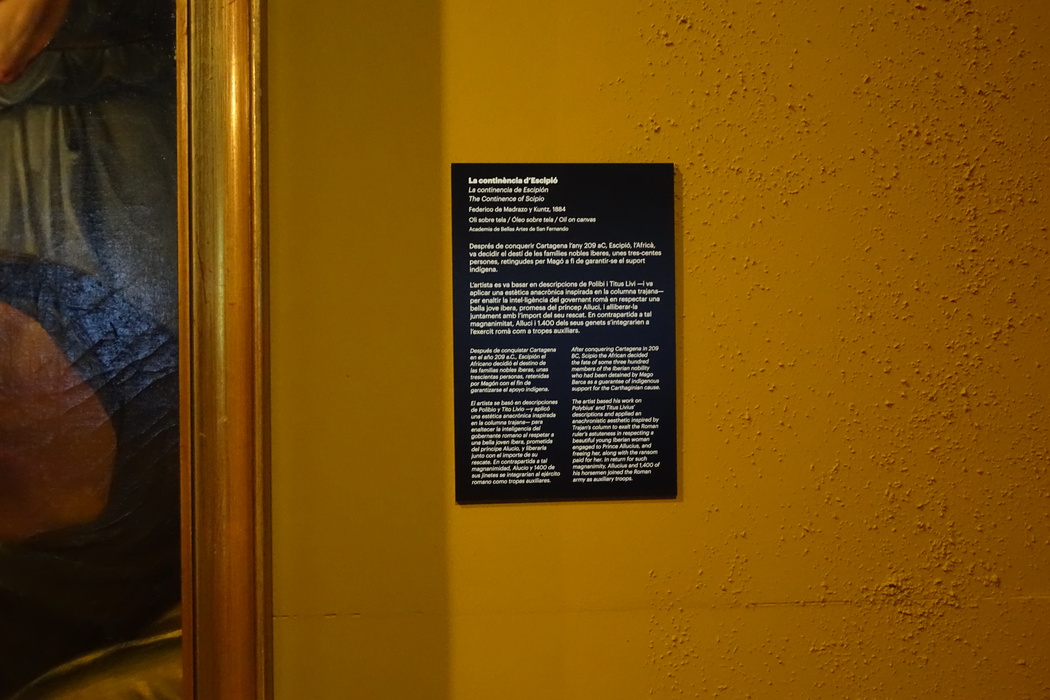 La continència d'Escipió
La continencia de Escipión
The Continence of Scipio
Federico de Madrazo y Kuntz, 1884
Oli sobre tela / Óleo sobre tela / Oil on canvas
Academia de Bellas Artes de San Fernando
Després de conquerir Cartagena l'any 209 aC, Escipió, l'Africà,
va decidir el destí de les famílies nobles iberes, unes tres-centes
persones, retingudes per Magó a fi de garantir-se el suport
indígena.
L'artista es va basar en descripcions de Polibi i Titus Livi —i va
aplicar una estètica anacrònica inspirada en la columna trajana—
per enaltir la intel·ligència del governant romà en respectar una
bella jove ibera, promesa del príncep Alluci, i alliberar-la
juntament amb l'import del seu rescat. En contrapartida a tal
magnanimitat, Alluci i 1.400 dels seus genets s'integrarien a
l'exercit romà com a tropes auxiliars.
Después de conquistar Cartagena
en el año 209 a.C., Escipión el
Africano decidió el destino de
las familias nobles iberas, unas
trescientas personas, retenidas
por Magón con el fin de
garantizarse el apoyo indígena.
El artista se basó en descripciones
de Polibio y Tito Livio —y aplicó
una estética anacrónica inspirada
en la columna trajana— para
enaltecer la inteligencia del
gobernante romano al respetar a
una bella joven íbera, prometida
del príncipe Alucio, y liberarla
junto con el importe de su
rescate. En contrapartida a tal
magnanimidad, Alucio y 1400 de
sus jinetes se integrarían al ejército
romano como tropas auxiliares.
After conquering Cartagena in 209
BC, Scipio the African decided
the fate of some three hundred
members of the Iberian nobility
who had been detained by Mago
Barca as a guarantee of indigenous
support for the Carthaginian cause.
The artist based his work on
Polybius' and Titus Livius'
descriptions and applied an
anachronistic aesthetic inspired by
Trajan's column to exalt the Roman
ruler's astuteness in respecting a
beautiful young Iberian woman
engaged to Prince Allucius, and
freeing her, along with the ransom
paid for her. In return for such
magnanimity, Allucius and 1,400 of
his horsemen joined the Roman
army as auxiliary troops.